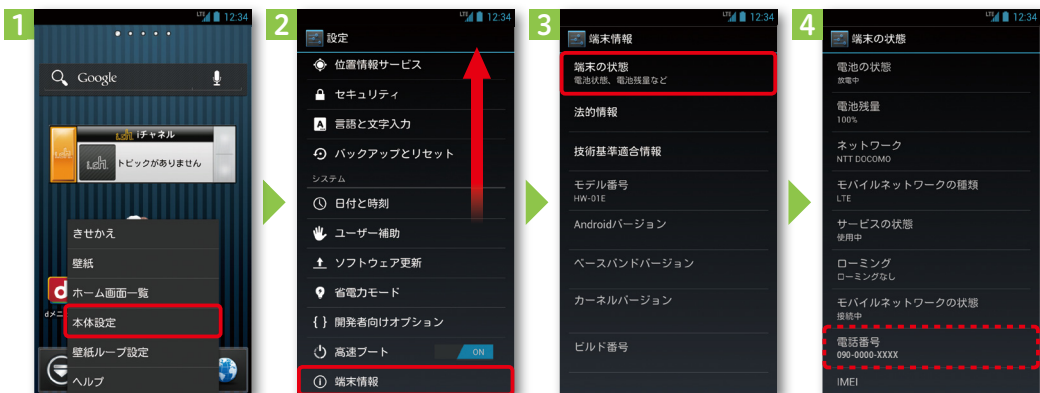 1
LTE 12:34
Google
i.ch iチャネル
i.ch
i.ch. トピックがありません
きせかえ
壁紙
ホーム画面一覧
d
dメニ
本体設定
壁紙ループ設定
ヘルプ
2
LTE 12:34
設定
位置情報サービス
セキュリティ
A 言語と文字入力
バックアップとリセット
システム
日付と時刻
ユーザー補助
ソフトウェア更新
省電力モード
{ } 開発者向けオプション
高速ブート ON
端末情報
3
LTE 12:34
端末情報
端末の状態
電池状態、電池残量など
法的情報
技術基準適合情報
モデル番号
HW-01E
Androidバージョン
ベースバンドバージョン
カーネルバージョン
ビルド番号
4
LTE 12:34
端末の状態
電池の状態
放電中
電池残量
100%
ネットワーク
NTT DOCOMO
モバイルネットワークの種類
LTE
サービスの状態
使用中
ローミング
ローミングなし
モバイルネットワークの状態
接続中
電話番号
090-0000-XXXX
IMEI